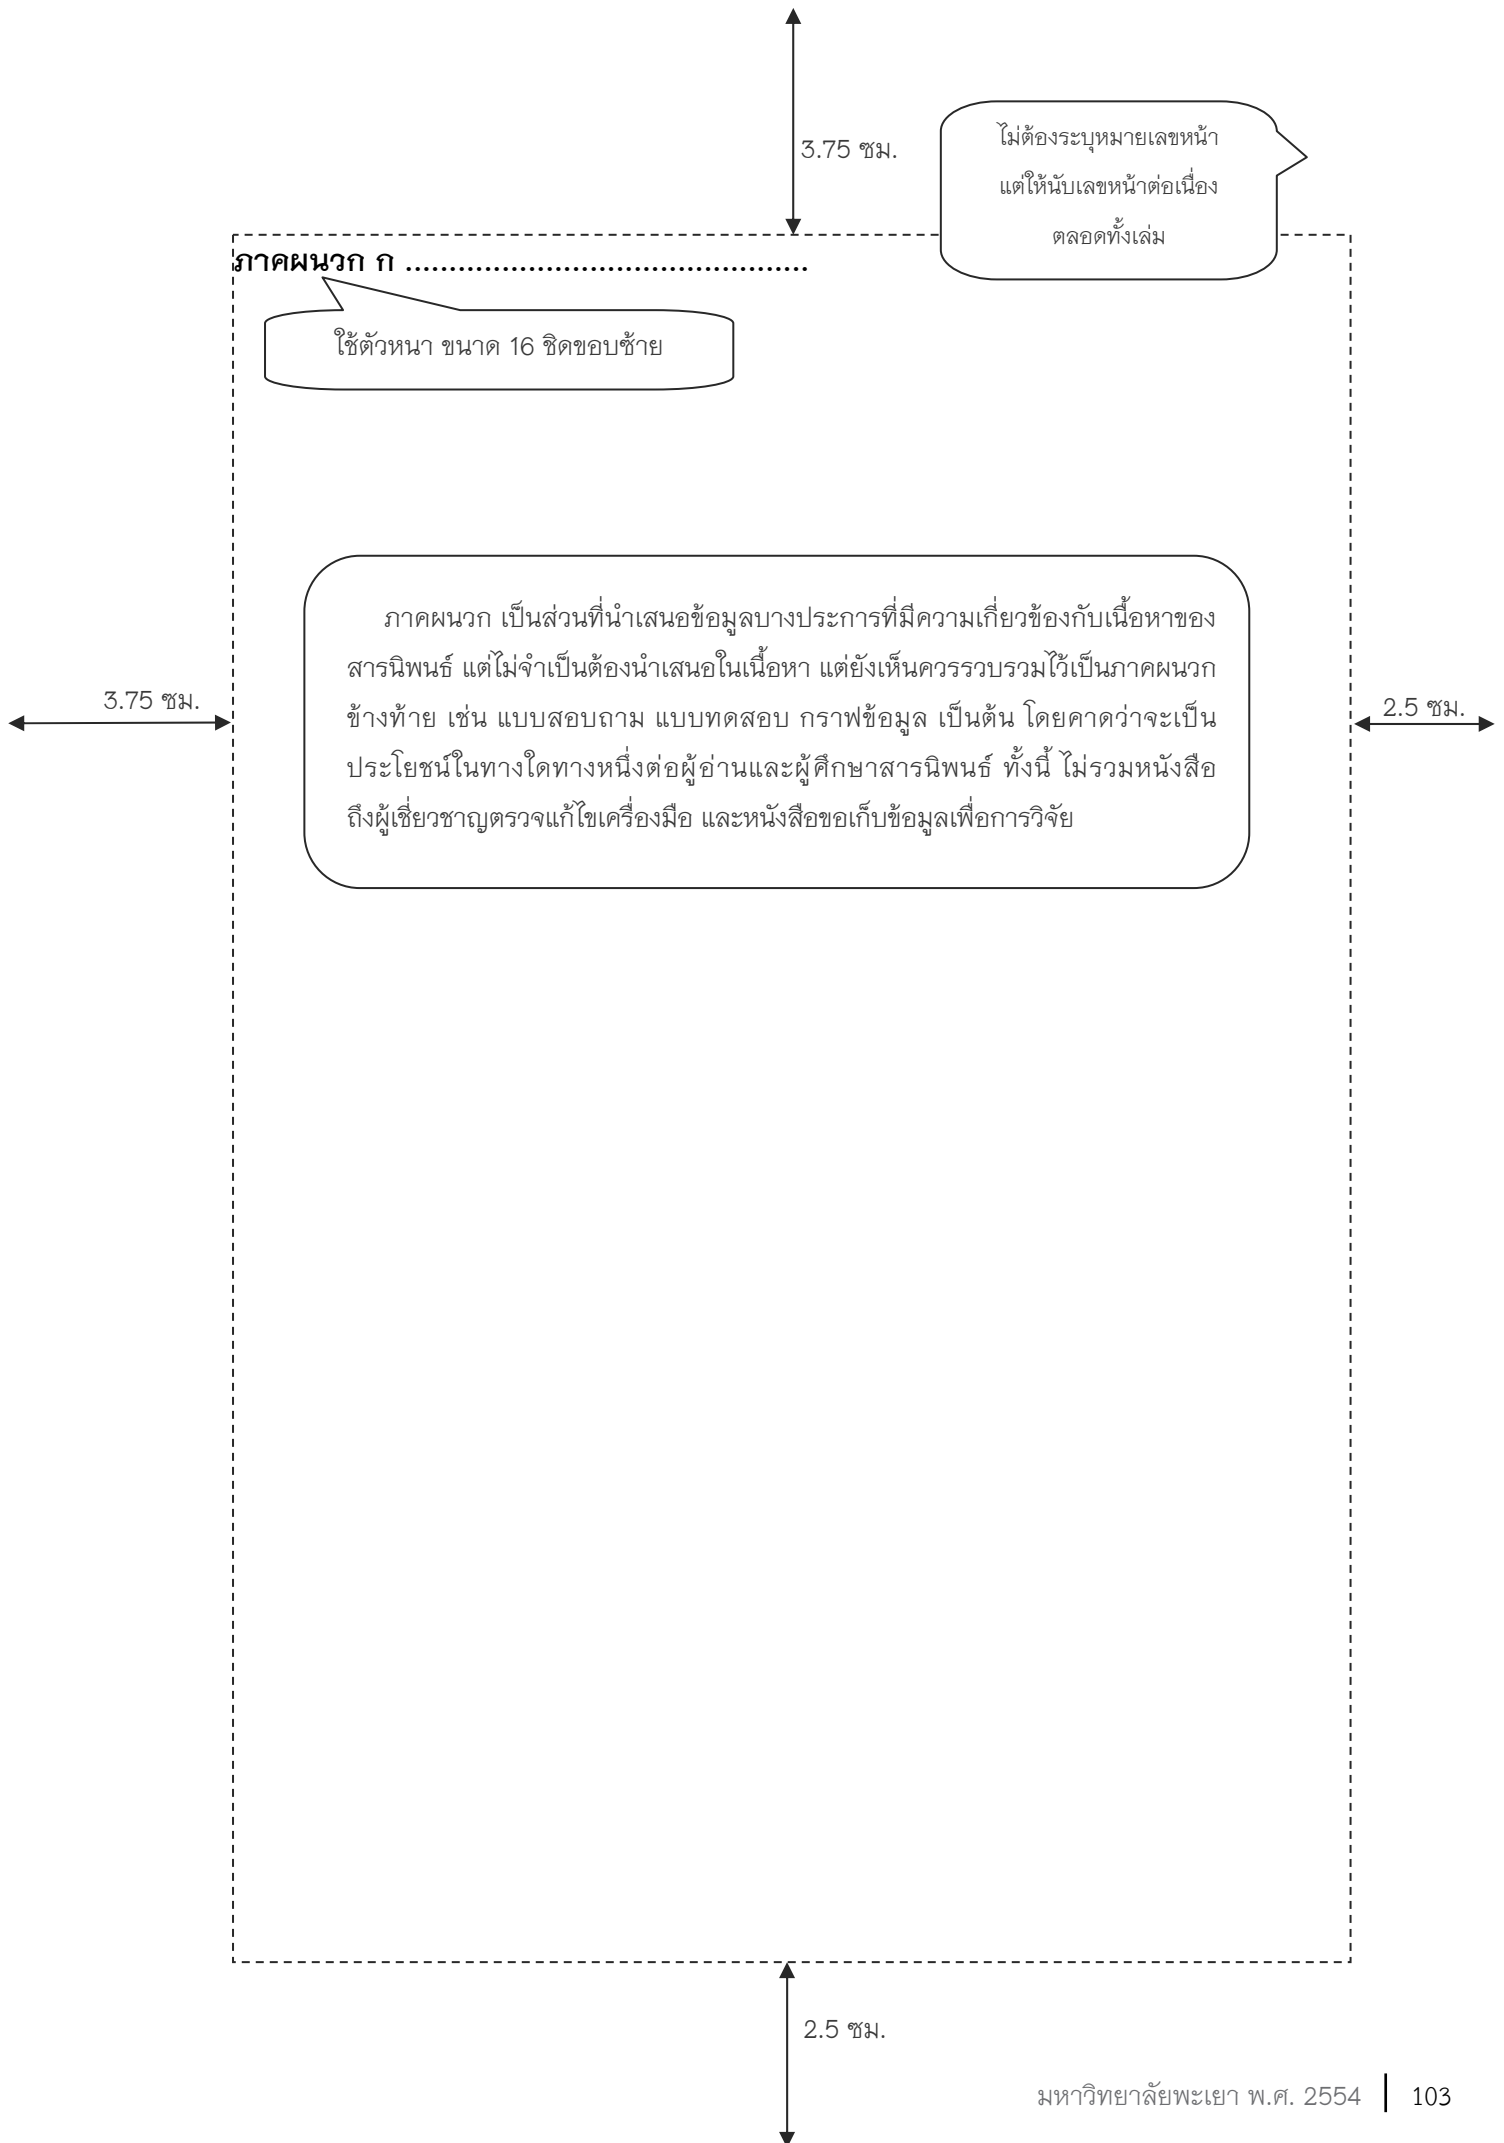 3.75 ซม.
ไม่ต้องระบุหมายเลขหน้า
แต่ให้นับเลขหน้าต่อเนื่อง
ตลอดทั้งเล่ม
ภาคผนวก ก ..............................................
ใช้ตัวหนา ขนาด 16 ชิดขอบซ้าย
ภาคผนวก เป็นส่วนที่นำเสนอข้อมูลบางประการที่มีความเกี่ยวข้องกับเนื้อหาของ
สารนิพนธ์ แต่ไม่จำเป็นต้องนำเสนอในเนื้อหา แต่ยังเห็นควรรวบรวมไว้เป็นภาคผนวก
ข้างท้าย เช่น แบบสอบถาม แบบทดสอบ กราฟข้อมูล เป็นต้น โดยคาดว่าจะเป็น
ประโยชน์ในทางใดทางหนึ่งต่อผู้อ่านและผู้ศึกษาสารนิพนธ์ ทั้งนี้ ไม่รวมหนังสือ
ถึงผู้เชี่ยวชาญตรวจแก้ไขเครื่องมือ และหนังสือขอเก็บข้อมูลเพื่อการวิจัย
3.75 ซม.
2.5 ซม.
2.5 ซม.
มหาวิทยาลัยพะเยา พ.ศ. 2554 | 103